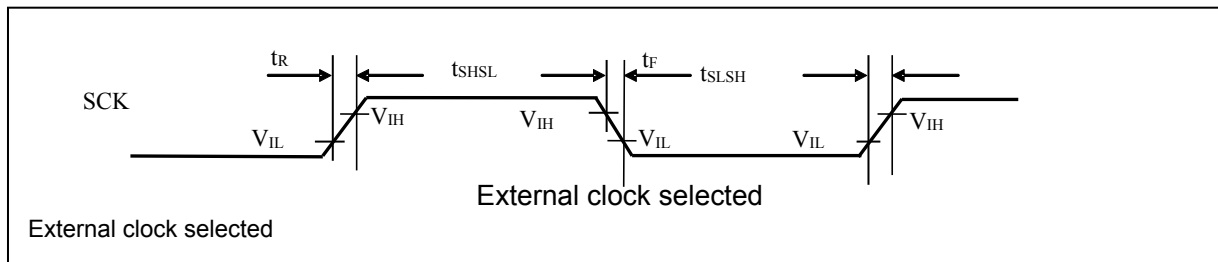 tR tSHSL tF tSLSH
SCK
VIH VIH VIH
VIL VIL VIL
External clock selected
External clock selected